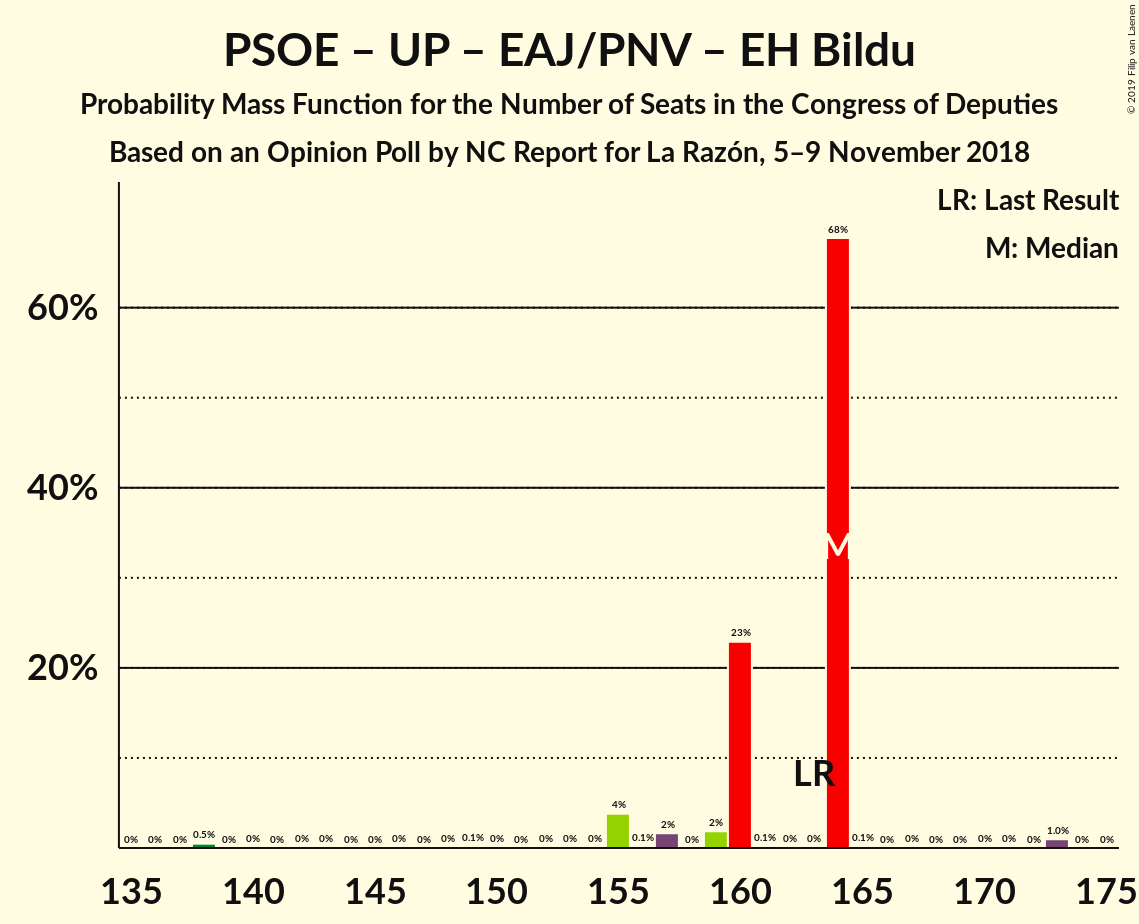 PSOE – UP – EAJ/PNV – EH Bildu
Probability Mass Function for the Number of Seats in the Congress of Deputies
Based on an Opinion Poll by NC Report for La Razón, 5–9 November 2018
© 2019 Filip van Laenen
LR: Last Result
M: Median
68%
60%
40%
M
23%
20%
LR
4%
2%
2%
0% 0% 0% 0.5% 0% 0% 0% 0% 0% 0% 0% 0% 0% 0% 0.1% 0% 0% 0% 0% 0% 0.1% 0% 0.1% 0% 0% 0.1% 0% 0% 0% 0% 0% 0% 0% 1.0% 0% 0%
135 140 145 150 155 160 165 170 175